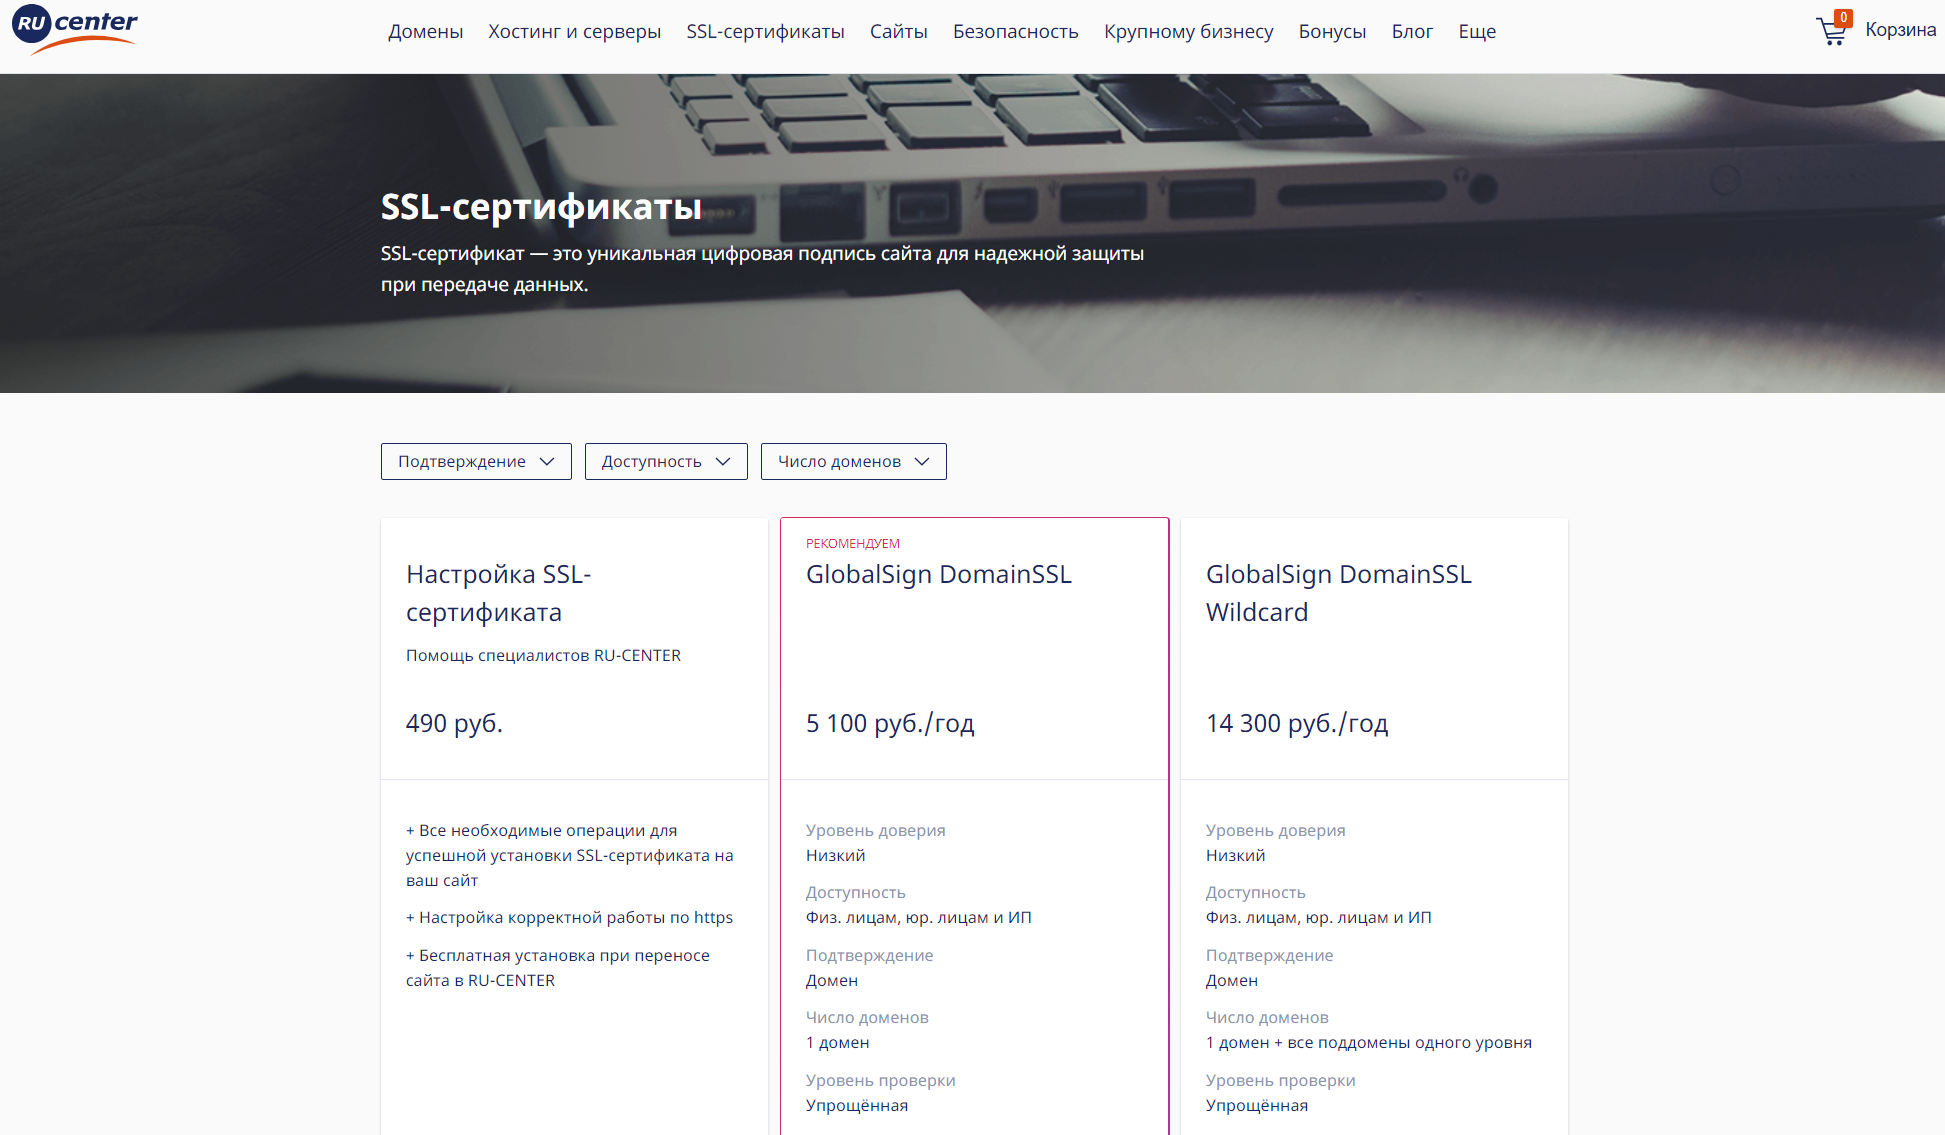 RU center
Домены Хостинг и серверы SSL-сертификаты Сайты Безопасность Крупному бизнесу Бонусы Блог Еще
0
Корзина
SSL-сертификаты
SSL-сертификат — это уникальная цифровая подпись сайта для надежной защиты
при передаче данных.
Подтверждение Доступность Число доменов
Настройка SSL-
сертификата
Помощь специалистов RU-CENTER
490 руб.
+ Все необходимые операции для
успешной установки SSL-сертификата на
ваш сайт
+ Настройка корректной работы по https
+ Бесплатная установка при переносе
сайта в RU-CENTER
РЕКОМЕНДУЕМ
GlobalSign DomainSSL
5 100 руб./год
Уровень доверия
Низкий
Доступность
Физ. лицам, юр. лицам и ИП
Подтверждение
Домен
Число доменов
1 домен
Уровень проверки
Упрощённая
GlobalSign DomainSSL
Wildcard
14 300 руб./год
Уровень доверия
Низкий
Доступность
Физ. лицам, юр. лицам и ИП
Подтверждение
Домен
Число доменов
1 домен + все поддомены одного уровня
Уровень проверки
Упрощённая